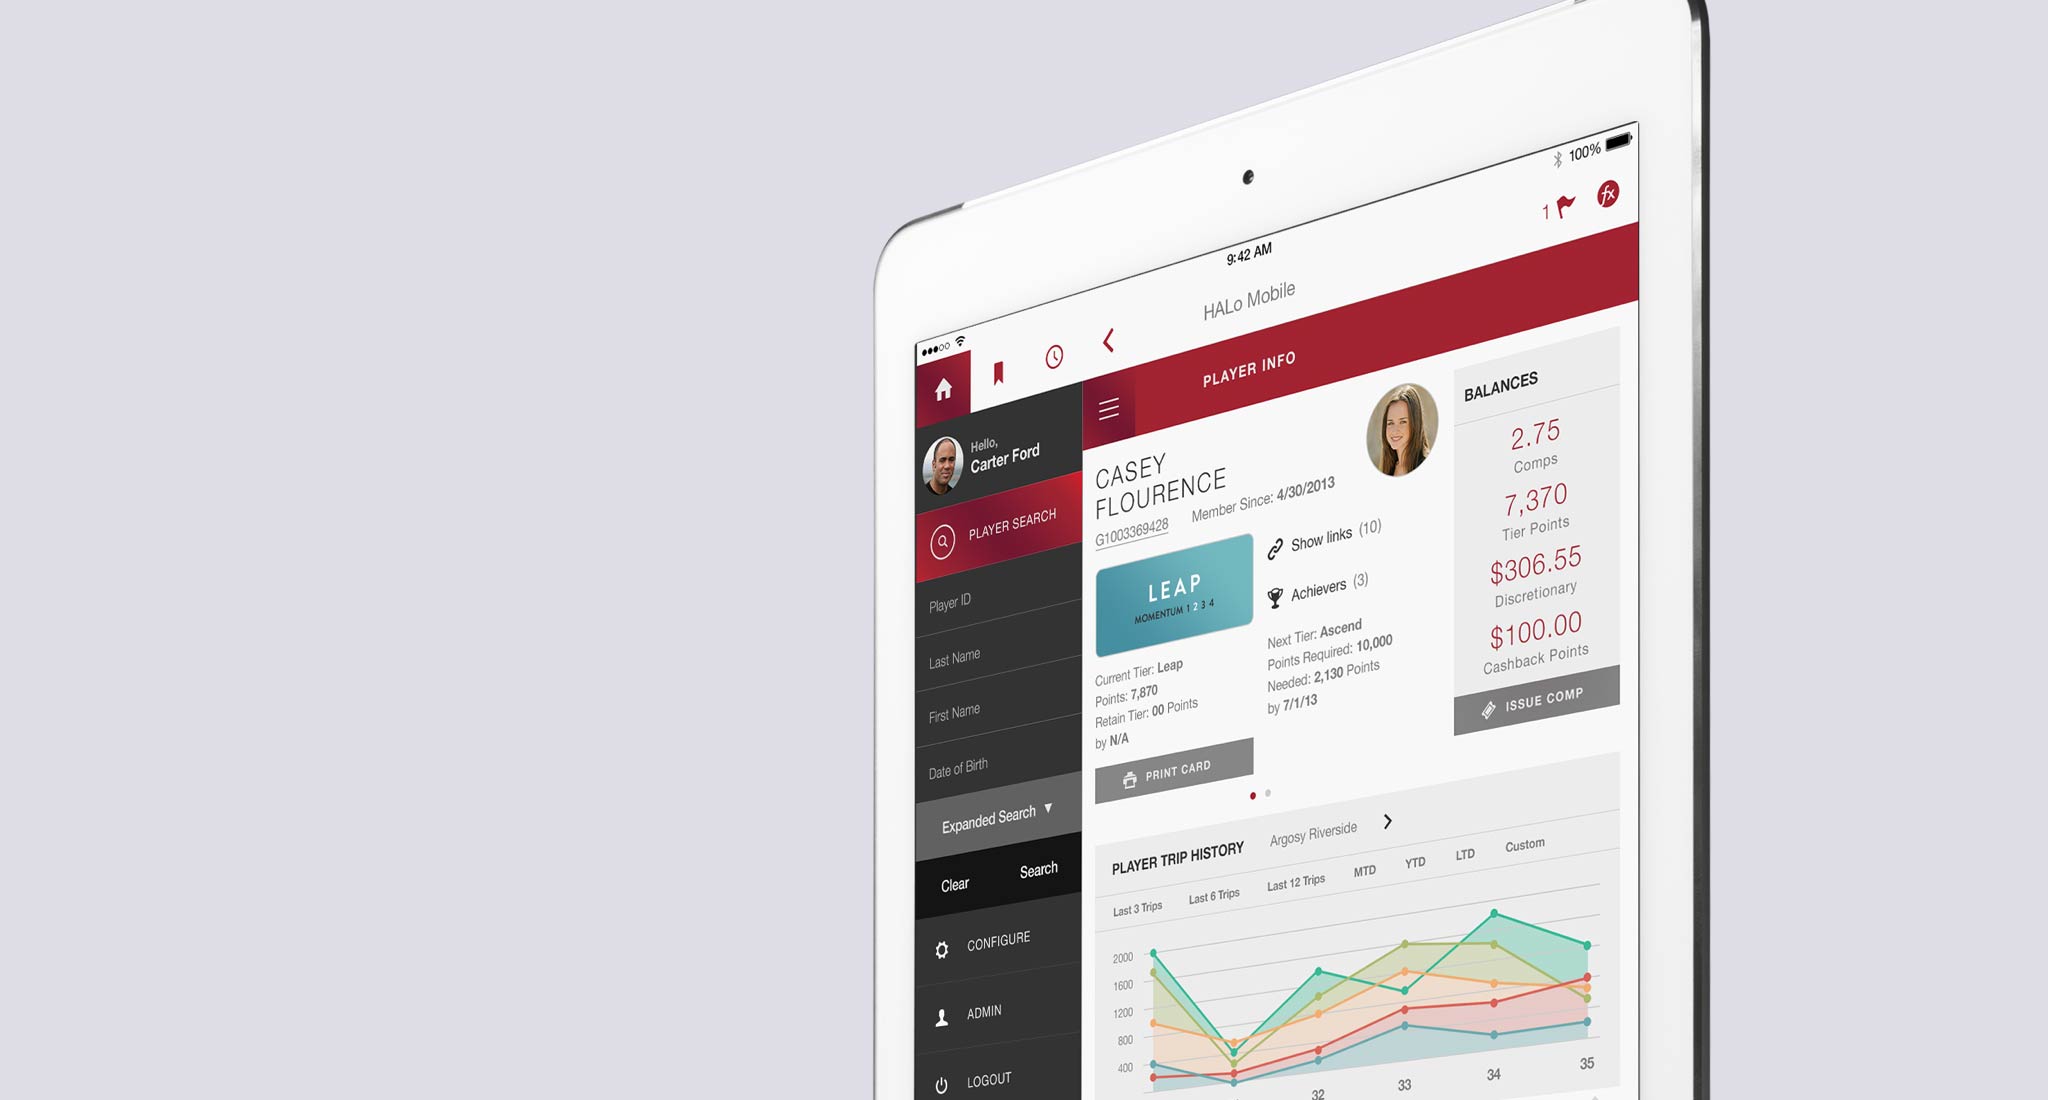 100%
9:42 AM
HALo Mobile
1
fx
PLAYER INFO
Hello,
Carter Ford
PLAYER SEARCH
Player ID
Last Name
First Name
Date of Birth
Expanded Search
Clear Search
CONFIGURE
ADMIN
LOGOUT
CASEY
FLOURENCE
G1003369428 Member Since: 4/30/2013
LEAP
MOMENTUM 1 2 3 4
Show links (10)
Achievers (3)
Current Tier: Leap
Points: 7,870
Retain Tier: 00 Points
by N/A
Next Tier: Ascend
Points Required: 10,000
Needed: 2,130 Points
by 7/1/13
PRINT CARD
BALANCES
2.75
Comps
7,370
Tier Points
$306.55
Discretionary
$100.00
Cashback Points
ISSUE COMP
PLAYER TRIP HISTORY Argosy Riverside
Last 3 Trips Last 6 Trips Last 12 Trips MTD YTD LTD Custom
2000
1600
1200
800
400
32 33 34 35